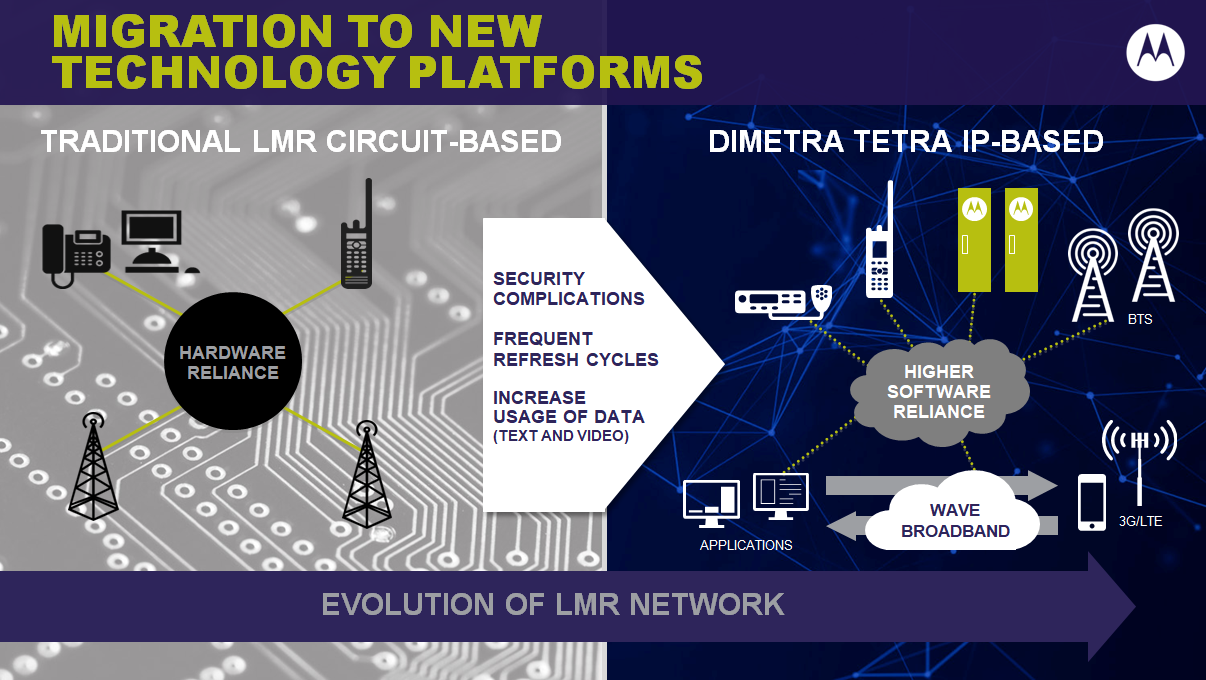 MIGRATION TO NEW
TECHNOLOGY PLATFORMS
TRADITIONAL LMR CIRCUIT-BASED
HARDWARE
RELIANCE
SECURITY
COMPLICATIONS
FREQUENT
REFRESH CYCLES
INCREASE
USAGE OF DATA
(TEXT AND VIDEO)
DIMETRA TETRA IP-BASED
BTS
HIGHER
SOFTWARE
RELIANCE
APPLICATIONS
WAVE
BROADBAND
3G/LTE
EVOLUTION OF LMR NETWORK